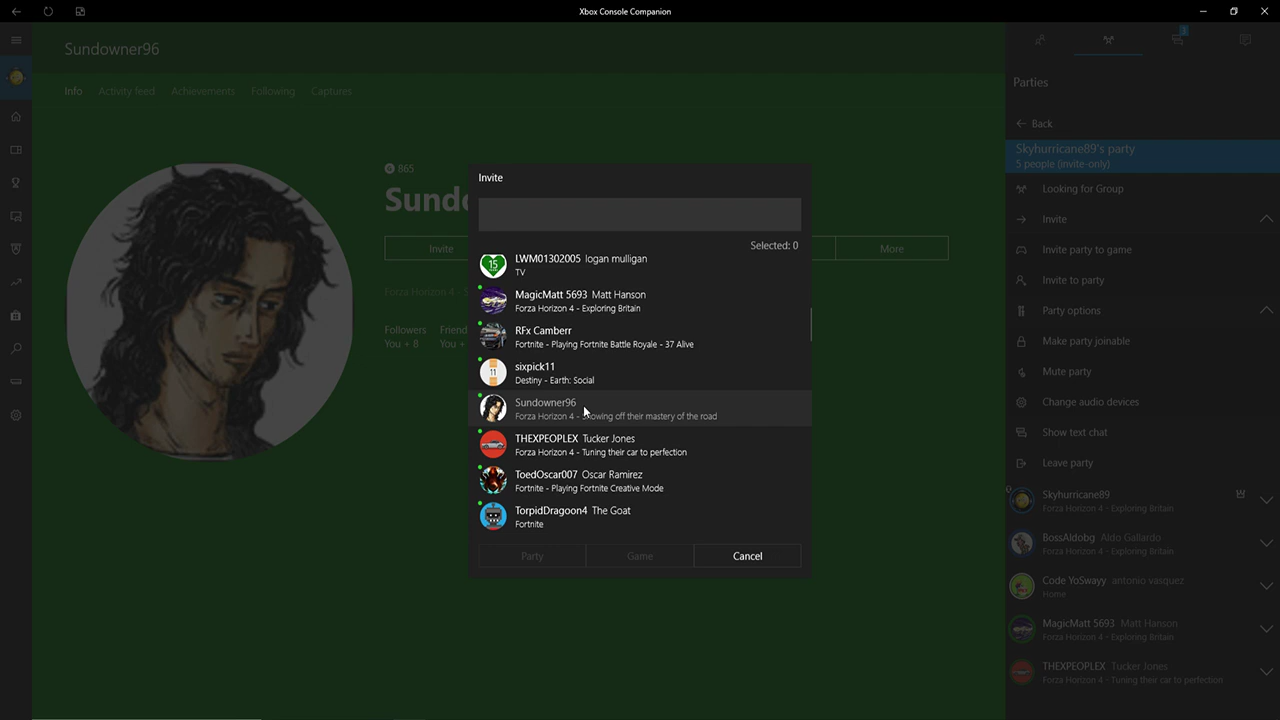 Xbox Console Companion
Sundowner96
Info Activity feed Achievements Following Captures
865
Sundo
Invite
More
Forza Horizon 4 - S
Followers Friend
You + 8 You +
Invite
Selected: 0
LWM01302005 logan mulligan
TV
15
MagicMatt 5693 Matt Hanson
Forza Horizon 4 - Exploring Britain
RFx Camberr
Fortnite - Playing Fortnite Battle Royale - 37 Alive
sixpick11
Destiny - Earth: Social
11
Sundowner96
Forza Horizon 4 - Showing off their mastery of the road
THEXPEOPLEX Tucker Jones
Forza Horizon 4 - Tuning their car to perfection
ToedOscar007 Oscar Ramirez
Fortnite - Playing Fortnite Creative Mode
TorpidDragoon4 The Goat
Fortnite
Party Game Cancel
3
Parties
Back
Skyhurricane89's party
5 people (invite-only)
Looking for Group
Invite
Invite party to game
Invite to party
Party options
Make party joinable
Mute party
Change audio devices
Show text chat
Leave party
Skyhurricane89
Forza Horizon 4 - Exploring Britain
BossAldobg Aldo Gallardo
Forza Horizon 4 - Exploring Britain
Code YoSwayy antonio vasquez
Home
MagicMatt 5693 Matt Hanson
Forza Horizon 4 - Exploring Britain
THEXPEOPLEX Tucker Jones
Forza Horizon 4 - Tuning their car to perfection